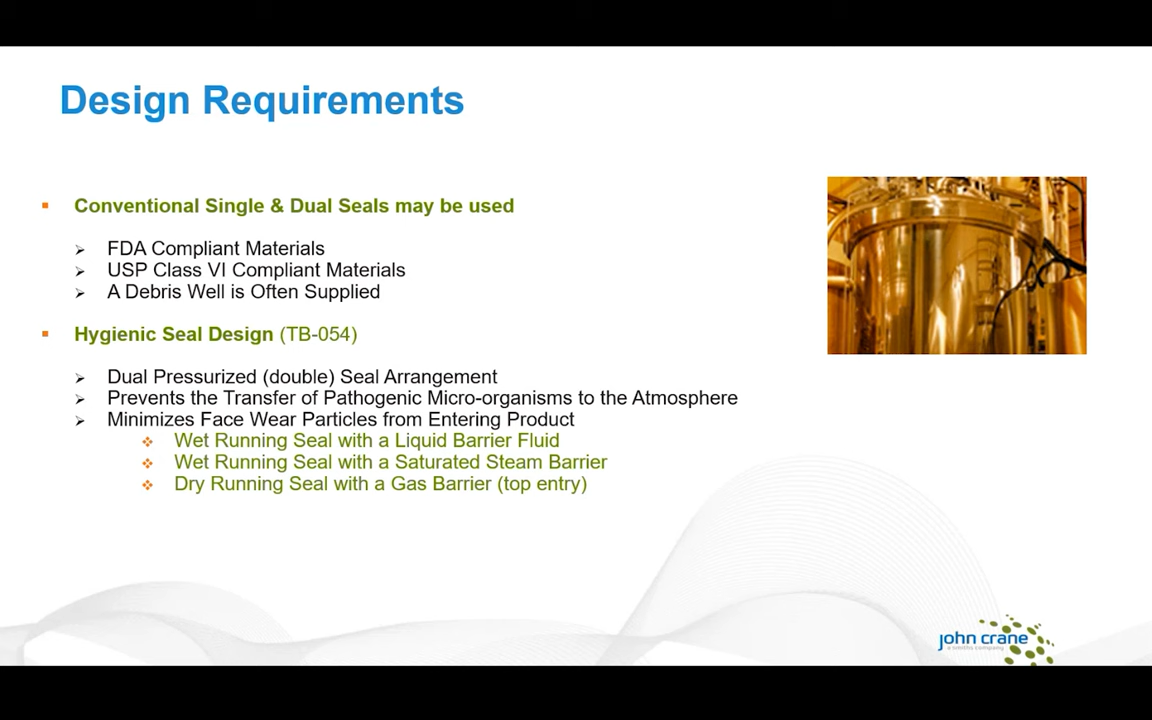 Design Requirements
Conventional Single & Dual Seals may be used
FDA Compliant Materials
USP Class VI Compliant Materials
A Debris Well is Often Supplied
Hygienic Seal Design (TB-054)
Dual Pressurized (double) Seal Arrangement
Prevents the Transfer of Pathogenic Micro-organisms to the Atmosphere
Minimizes Face Wear Particles from Entering Product
Wet Running Seal with a Liquid Barrier Fluid
Wet Running Seal with a Saturated Steam Barrier
Dry Running Seal with a Gas Barrier (top entry)
john crane
a smiths company